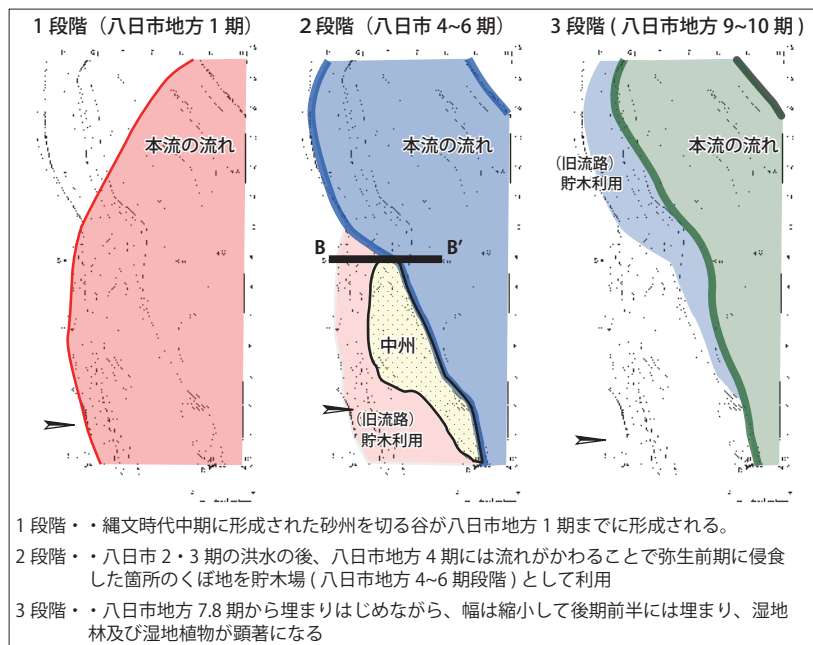 1 段階（八日市地方 1 期）
2 段階（八日市 4~6 期）
3 段階 ( 八日市地方 9~10 期 )
本流の流れ
本流の流れ
本流の流れ
(旧流路)
貯木利用
B
B’
中州
(旧流路)
貯木利用
1 段階・・縄文時代中期に形成された砂州を切る谷が八日市地方 1 期までに形成される。
2 段階・・八日市 2・3 期の洪水の後、八日市地方 4 期には流れがかわることで弥生前期に侵食
した箇所のくぼ地を貯木場 ( 八日市地方 4~6 期段階 ) として利用
3 段階・・八日市地方 7.8 期から埋まりはじめながら、幅は縮小して後期前半には埋まり、湿地
林及び湿地植物が顕著になる